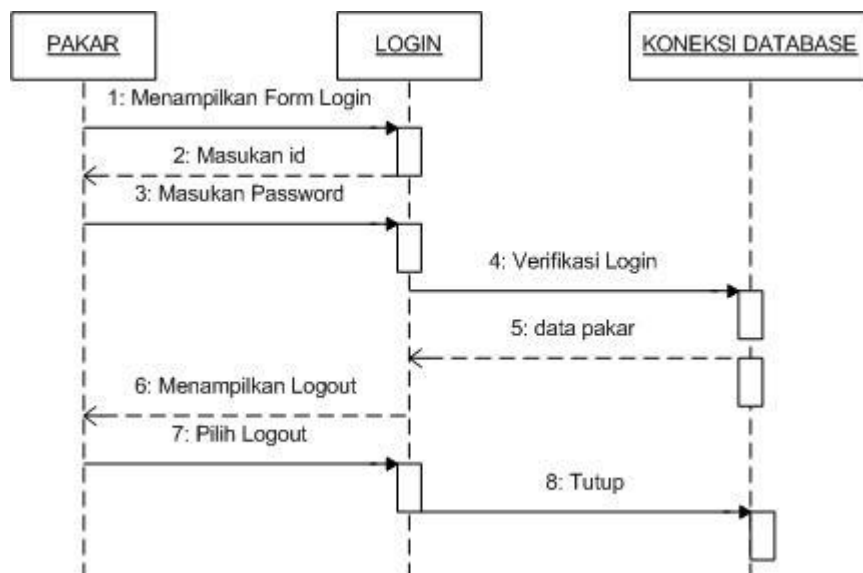 PAKAR
LOGIN
KONEKSI DATABASE
1: Menampilkan Form Login
2: Masukan id
3: Masukan Password
4: Verifikasi Login
5: data pakar
6: Menampilkan Logout
7: Pilih Logout
8: Tutup